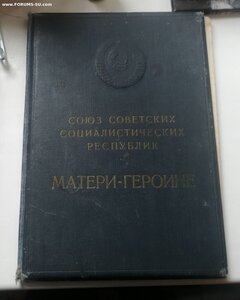 www.FORUMS-SU.com
СОЮЗ СОВЕТСКИХ
СОЦИАЛИСТИЧЕСКИХ
РЕСПУБЛИК
МАТЕРИ-ГЕРОИНЕ